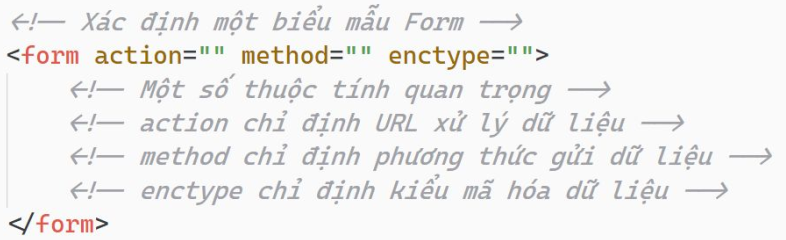 <!-- Xác định một biểu mẫu Form -->
<form action="" method="" enctype="">
<!-- Một số thuộc tính quan trọng -->
<!-- action chỉ định URL xử lý dữ liệu -->
<!-- method chỉ định phương thức gửi dữ liệu -->
<!-- enctype chỉ định kiểu mã hóa dữ liệu -->
</form>